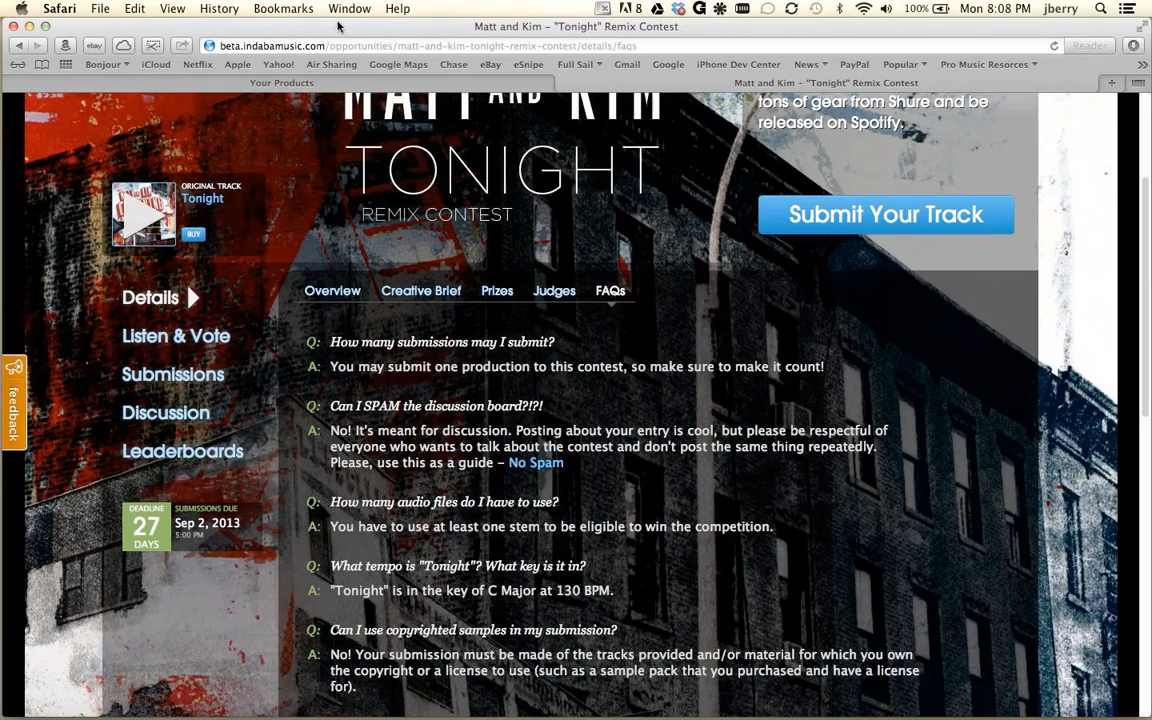 Safari File Edit View History Bookmarks Window Help 8 100% Mon 8:08 PM jberry
Matt and Kim – "Tonight" Remix Contest
ebay beta.indabamusic.com/opportunities/matt-and-kim-tonight-remix-contest/details/faqs Reader
Bonjour iCloud Netflix Apple Yahoo! Air Sharing Google Maps Chase eBay eSnipe Full Sail Gmail Google iPhone Dev Center News PayPal Popular Pro Music Resorces
Your Products Matt and Kim – "Tonight" Remix Contest
MATT AND KIM
TONIGHT
REMIX CONTEST
tons of gear from Shure and be
released on Spotify.
Submit Your Track
ORIGINAL TRACK
Tonight
BUY
Details
Listen & Vote
Submissions
Discussion
Leaderboards
DEADLINE
27
DAYS
SUBMISSIONS DUE
Sep 2, 2013
5:00 PM
feedback
Overview Creative Brief Prizes Judges FAQs
Q: How many submissions may I submit?
A: You may submit one production to this contest, so make sure to make it count!
Q: Can I SPAM the discussion board?!?!
A: No! It's meant for discussion. Posting about your entry is cool, but please be respectful of
everyone who wants to talk about the contest and don't post the same thing repeatedly.
Please, use this as a guide – No Spam
Q: How many audio files do I have to use?
A: You have to use at least one stem to be eligible to win the competition.
Q: What tempo is "Tonight"? What key is it in?
A: "Tonight" is in the key of C Major at 130 BPM.
Q: Can I use copyrighted samples in my submission?
A: No! Your submission must be made of the tracks provided and/or material for which you own
the copyright or a license to use (such as a sample pack that you purchased and have a license
for).